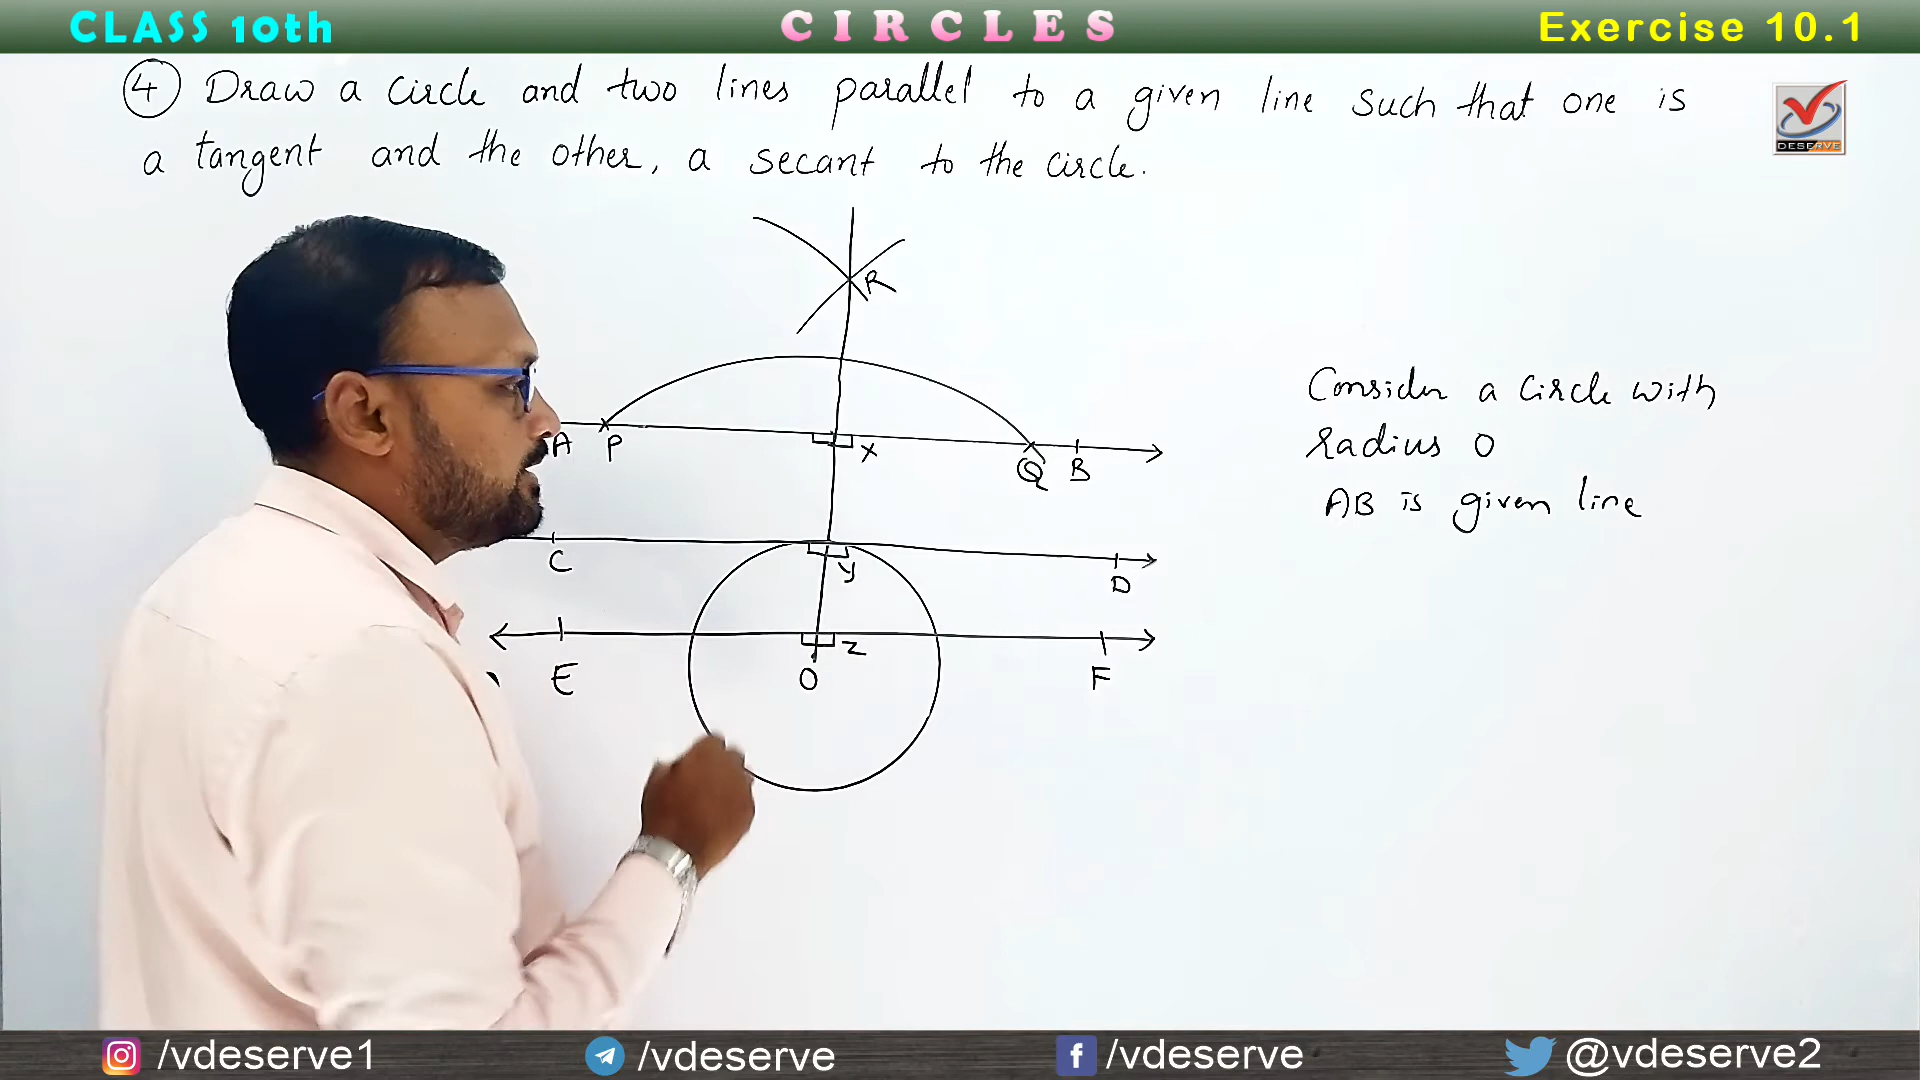 CLASS 10th
CIRCLES
Exercise 10.1
4 Draw a circle and two lines parallel to a given line such that one is
a tangent and the other, a secant to the circle.
DESERVE
R
A P X Q B
C Y D
E O Z F
Consider a circle with
radius O
AB is given line
/vdeserve1
/vdeserve
/vdeserve
@vdeserve2